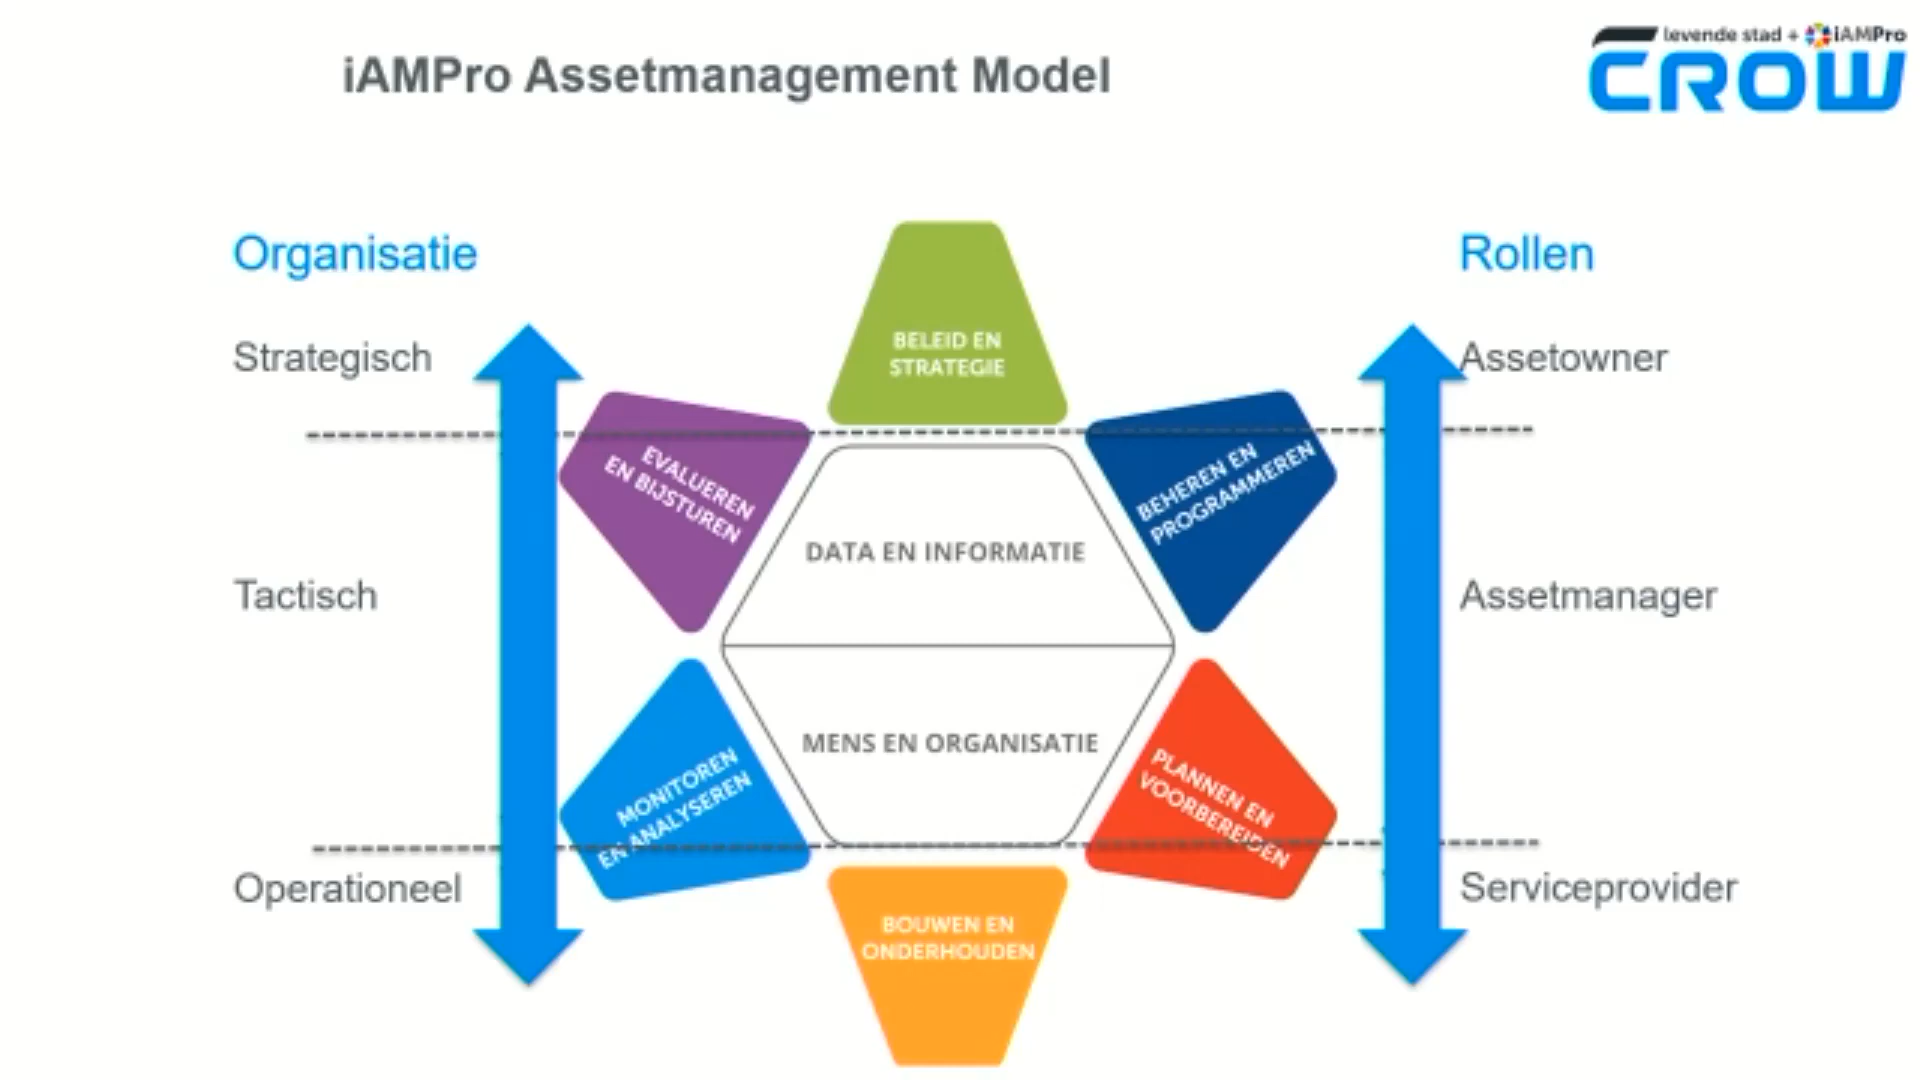 levende stad + iAMPro
CROW
iAMPro Assetmanagement Model
Organisatie
Rollen
Strategisch
Assetowner
BELEID EN
STRATEGIE
EVALUEREN
EN BIJSTUREN
BEHEREN EN
PROGRAMMEREN
DATA EN INFORMATIE
Tactisch
Assetmanager
MENS EN ORGANISATIE
MONITOREN
EN ANALYSEREN
PLANNEN EN
VOORBEREIDEN
Operationeel
Serviceprovider
BOUWEN EN
ONDERHOUDEN